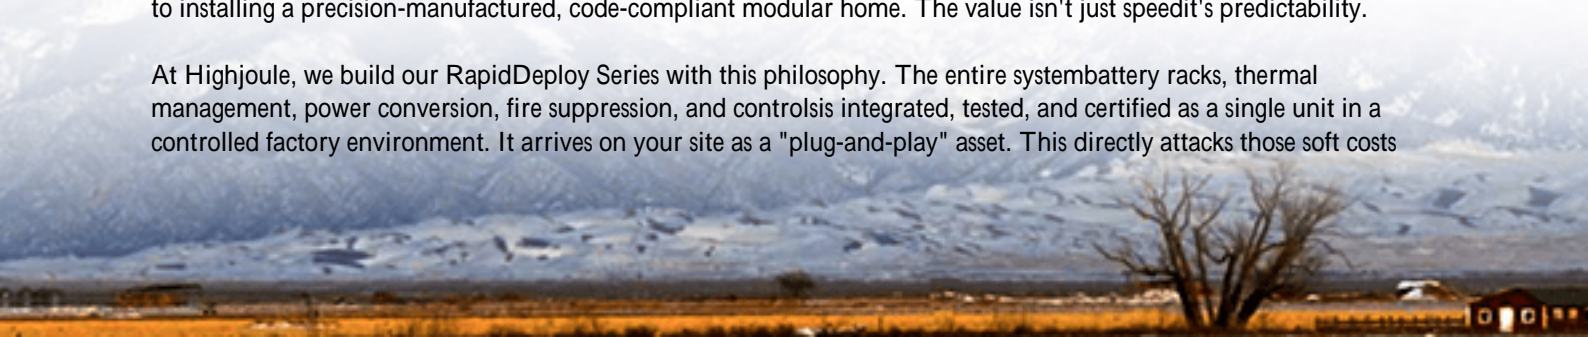 to installing a precision-manufactured, code-compliant modular home. The value isn't just speedit's predictability.
At Highjoule, we build our RapidDeploy Series with this philosophy. The entire systembattery racks, thermal
management, power conversion, fire suppression, and controlsis integrated, tested, and certified as a single unit in a
controlled factory environment. It arrives on your site as a "plug-and-play" asset. This directly attacks those soft costs